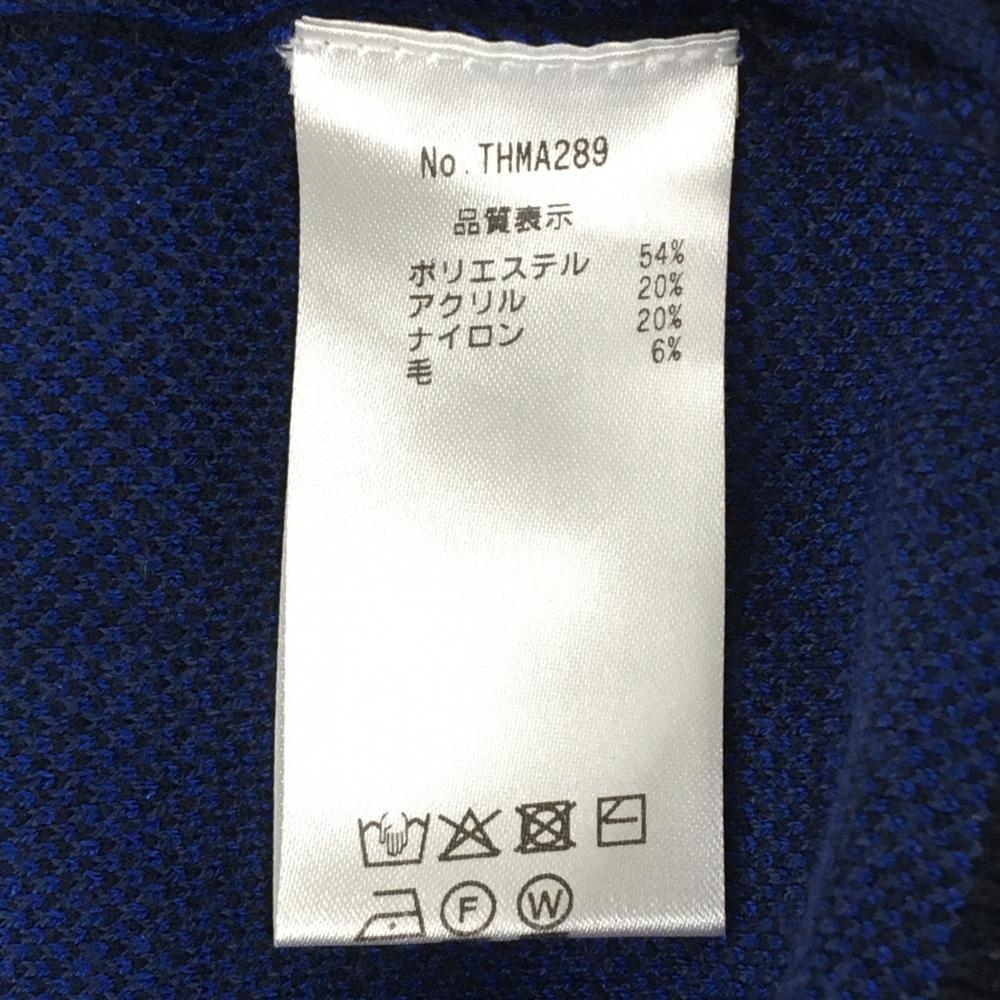 No.THMA289
品質表示
ポリエステル 54%
アクリル 20%
ナイロン 20%
毛 6%
F W